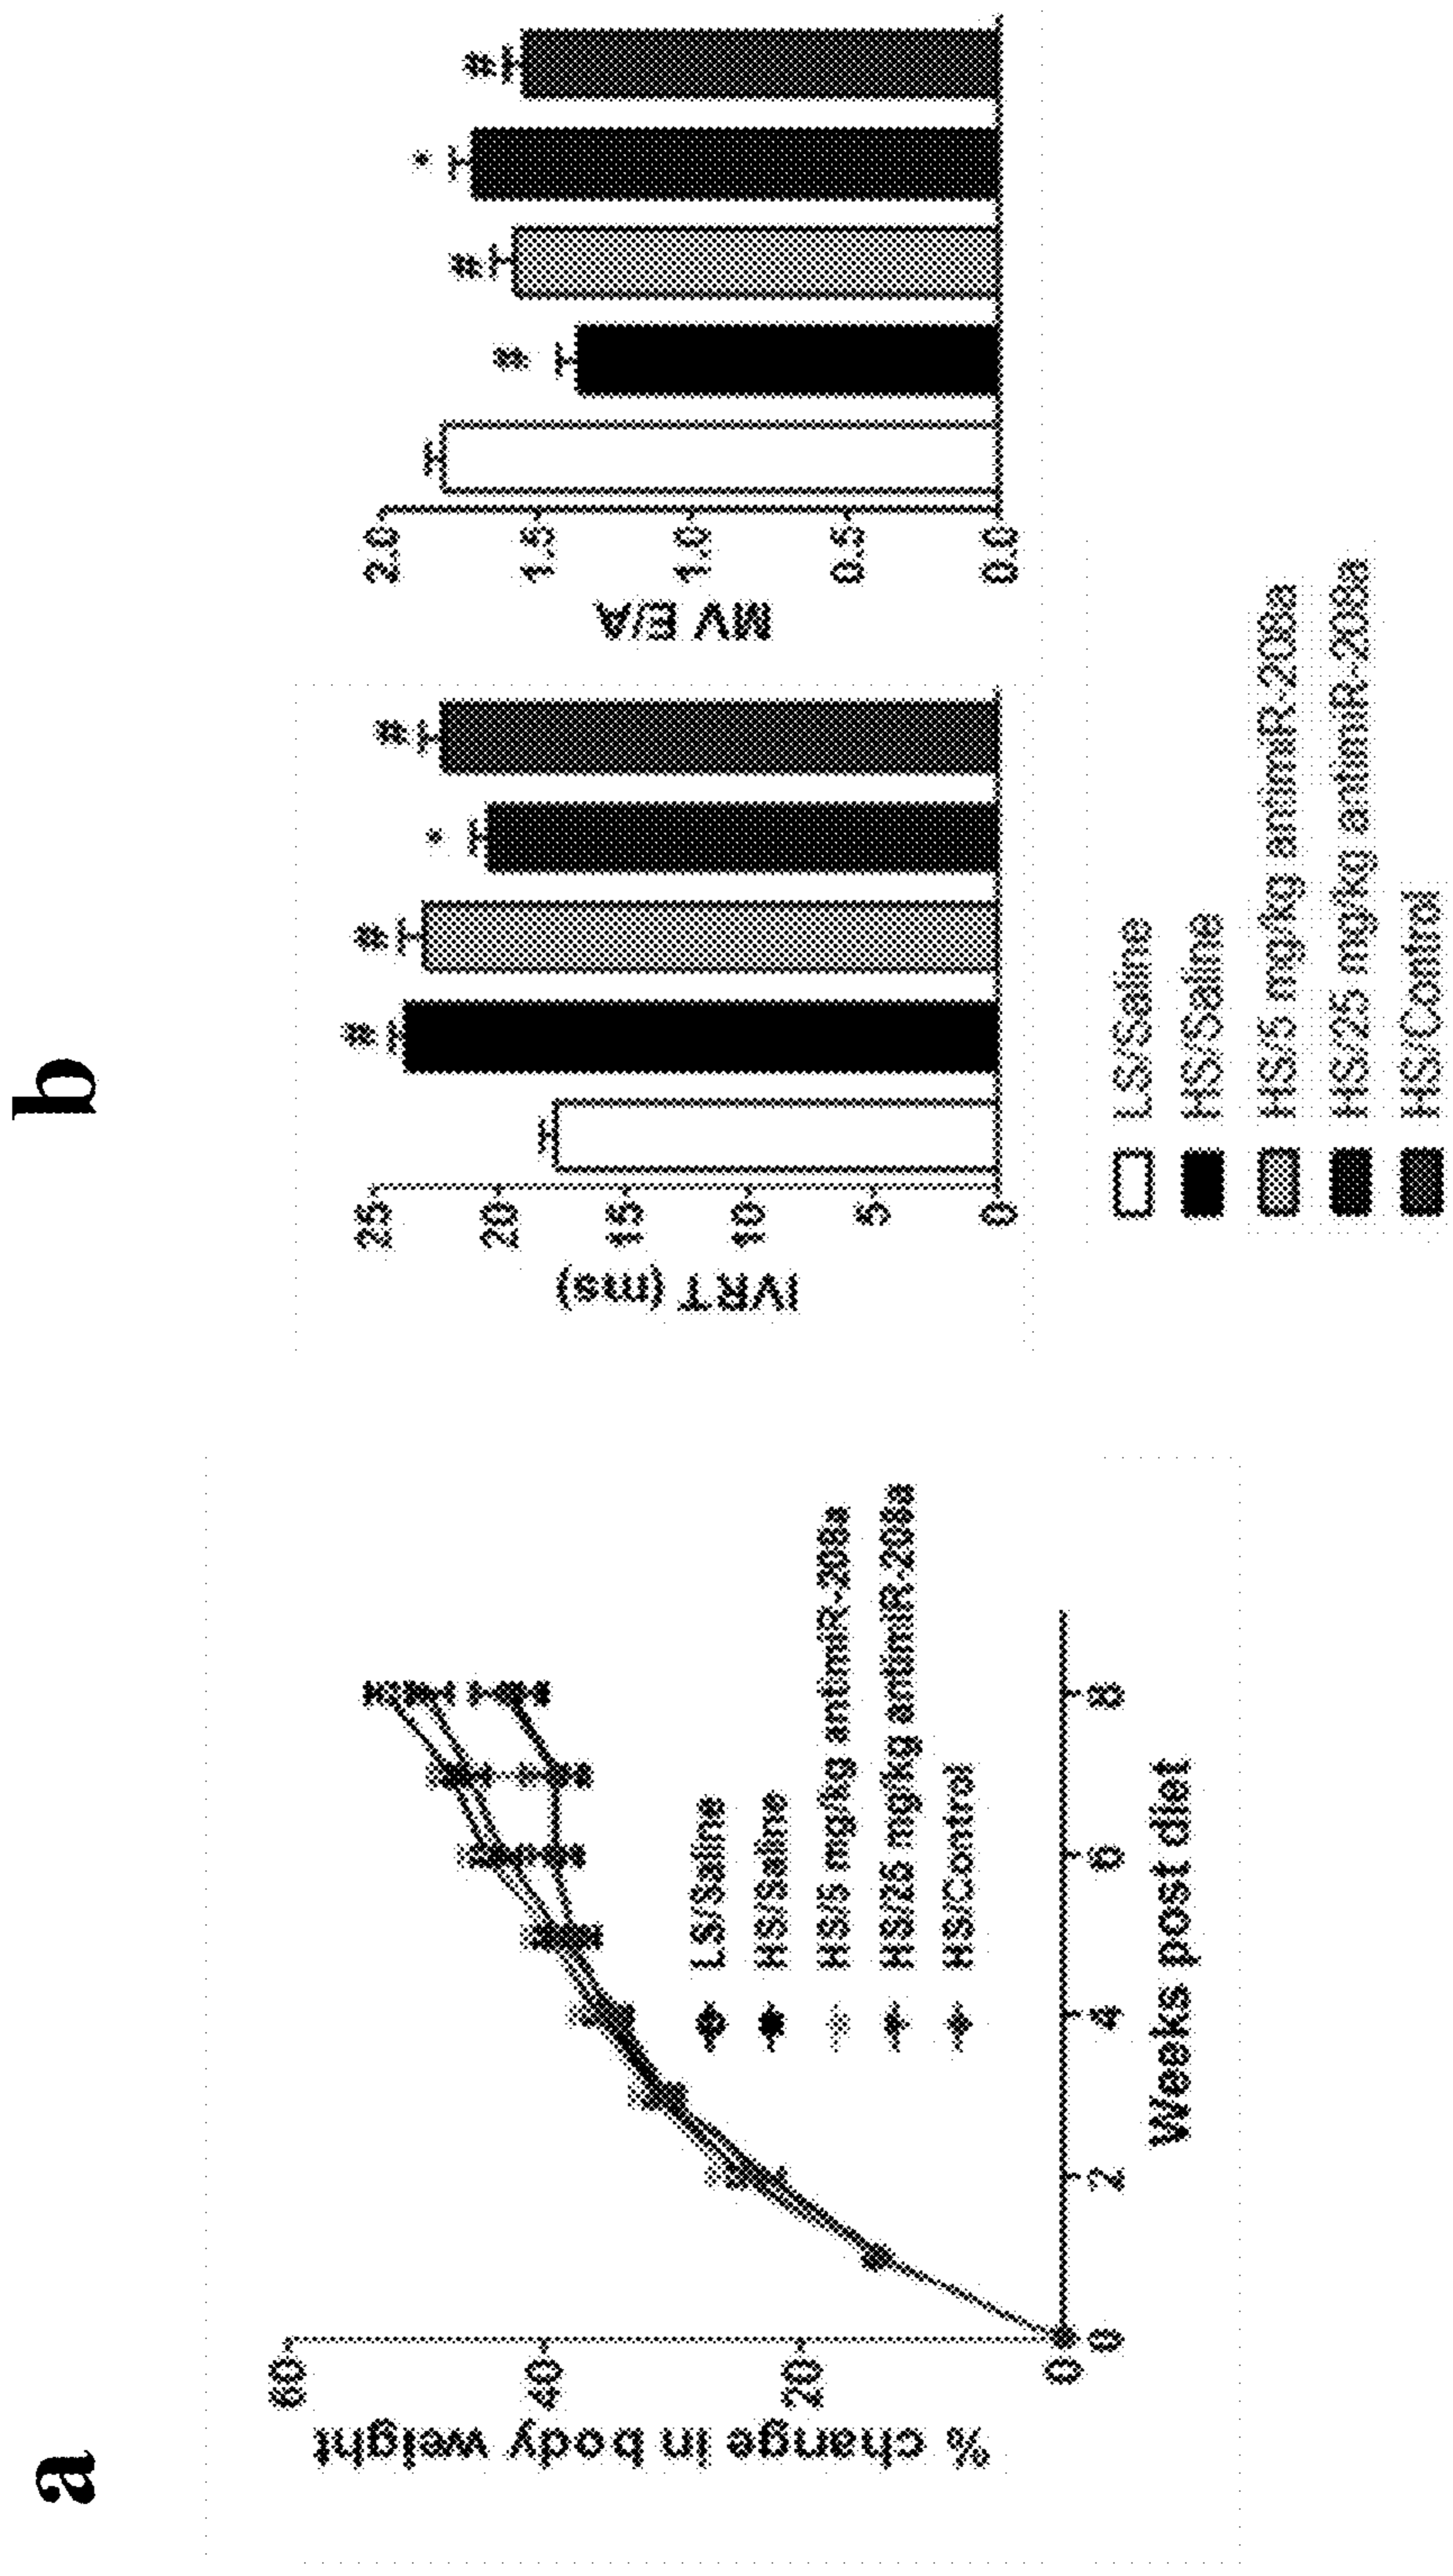 a
% change in body weight
60
40
20
0
0
2
4
6
8
Weeks post diet
LS/Saline
HS/Saline
HS/5 mg/kg antimiR-208a
HS/25 mg/kg antimiR-208a
HS/Control
b
IVRT (ms)
25
20
15
10
5
0
#
#
*
#
MV E/A
2.0
1.5
1.0
0.5
0.0
#
#
*
#
LS/Saline
HS/Saline
HS/5 mg/kg antimiR-208a
HS/25 mg/kg antimiR-208a
HS/Control